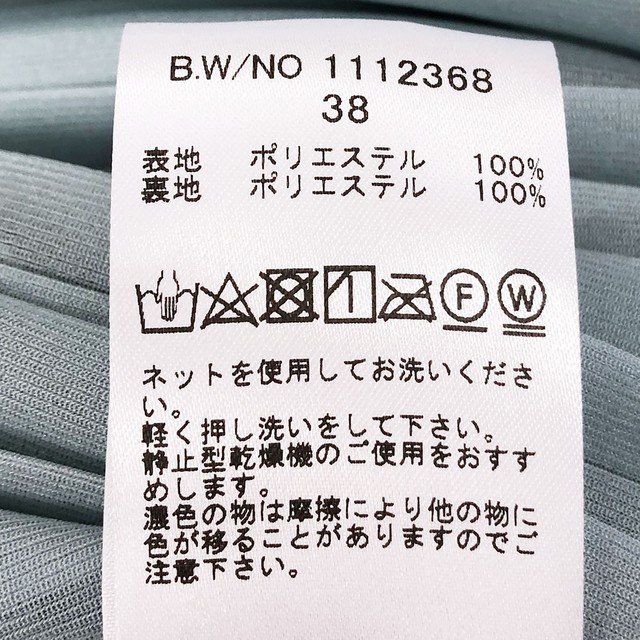 B.W/NO 1112368
38
表地 ポリエステル 100%
裏地 ポリエステル 100%
F W
ネットを使用してお洗いくださ
い。
軽く押し洗いをして下さい。
静止型乾燥機のご使用をおすす
めします。
濃色の物は摩擦により他の物に
色が移ることがありますのでご
注意下さい。